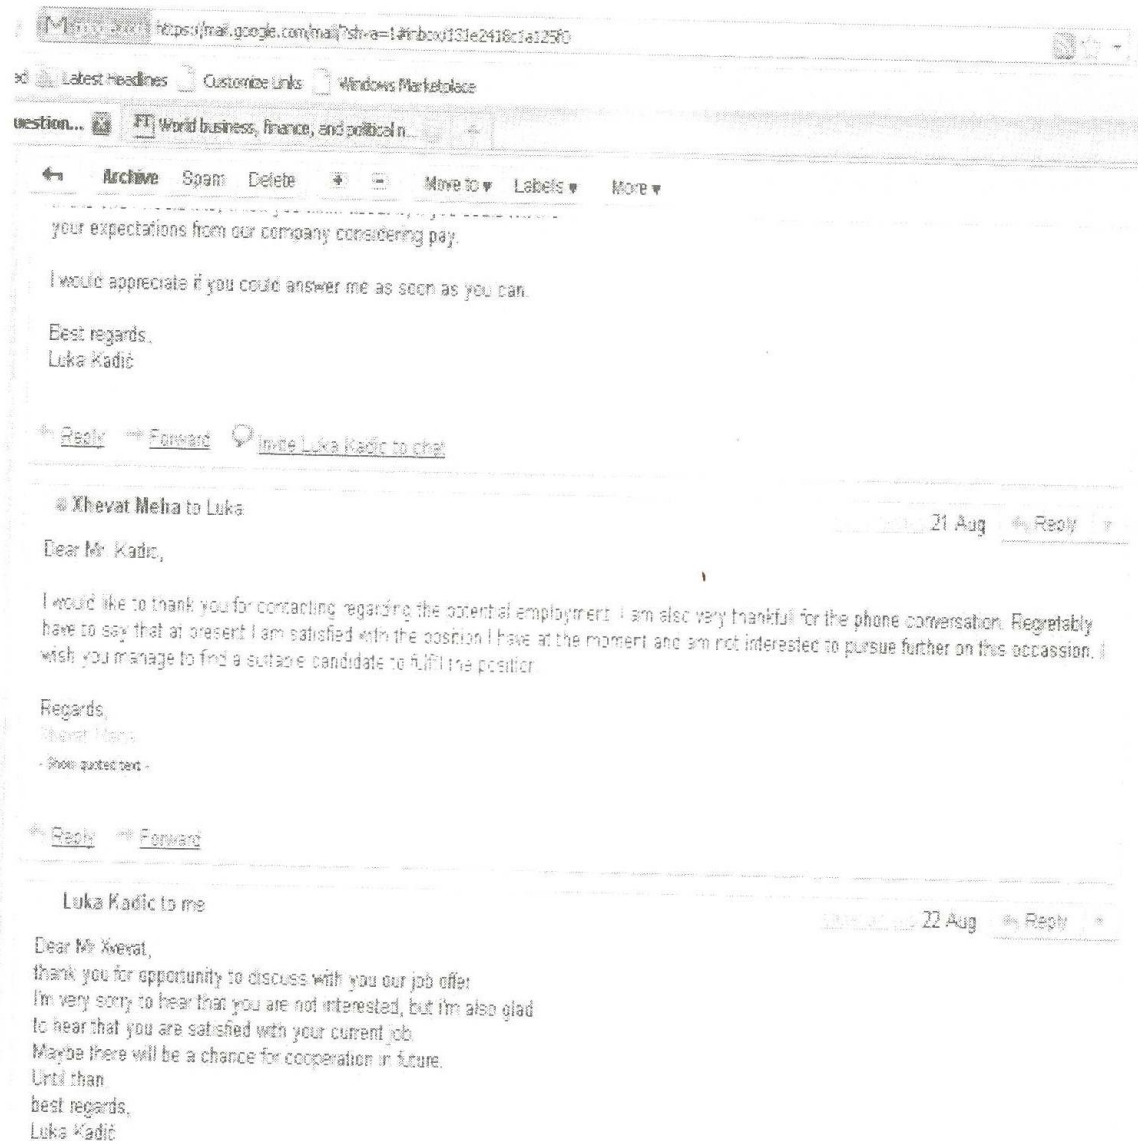 https://mail.google.com/mail/?shva=1#inbox/131e2418c1a125f0
Latest Headlines Customize Links Windows Marketplace
uestion... FT World business, finance, and political n...
Archive Spam Delete Move to Labels More
your expectations from our company considering pay.
I would appreciate if you could answer me as soon as you can.
Best regards,
Luka Kadić
Reply Forward Invite Luka Kadic to chat
Xhevat Meha to Luka
21 Aug Reply
Dear Mr. Kadic,
I would like to thank you for contacting regarding the potential employment. I am also very thankful for the phone conversation. Regretably
have to say that at present I am satisfied with the position I have at the moment and am not interested to pursue further on this occassion. I
wish you manage to find a suitable candidate to fulfill the position
Regards,
Xhevat Meha
- Show quoted text -
Reply Forward
Luka Kadic to me
22 Aug Reply
Dear Mr Xvevat,
thank you for opportunity to discuss with you our job offer
I'm very sorry to hear that you are not interested, but I'm also glad
to hear that you are satisfied with your current job.
Maybe there will be a chance for cooperation in future.
Until than
best regards,
Luka Kadić